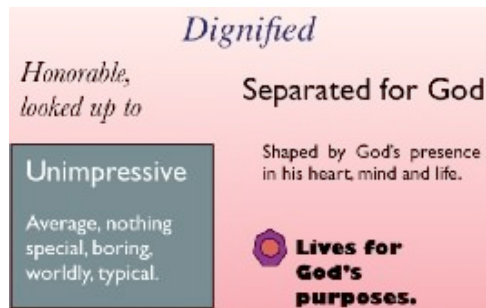 Dignified
Honorable,
looked up to
Separated for God
Unimpressive
Average, nothing
special, boring,
worldly, typical.
Shaped by God's presence
in his heart, mind and life.
Lives for
God's
purposes.